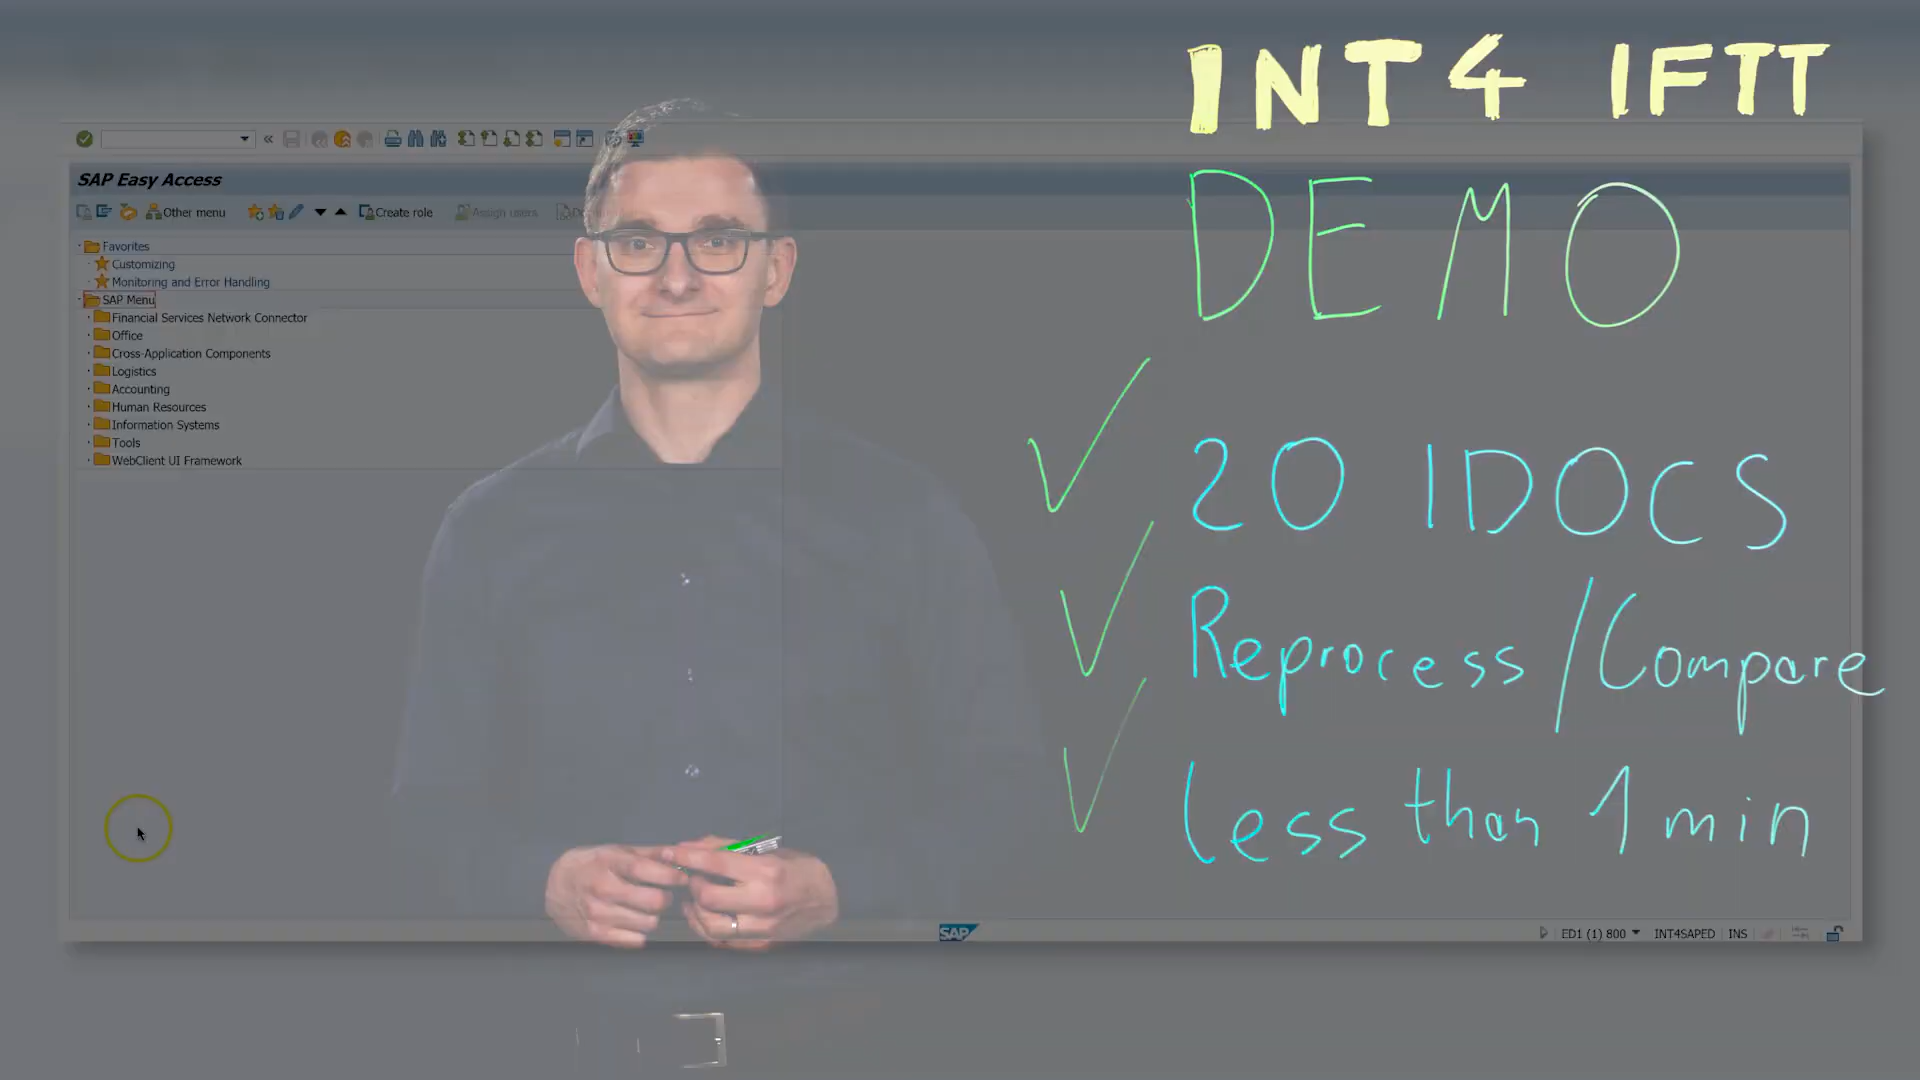 INT4 IFTT
DEMO
20 IDOCS
Reprocess/Compare
less than 1 min
SAP Easy Access
Other menu
Create role
Assign users
Favorites
Customizing
Monitoring and Error Handling
SAP Menu
Financial Services Network Connector
Office
Cross-Application Components
Logistics
Accounting
Human Resources
Information Systems
Tools
WebClient UI Framework
SAP
ED1 (1) 800
INT4SAPED
INS